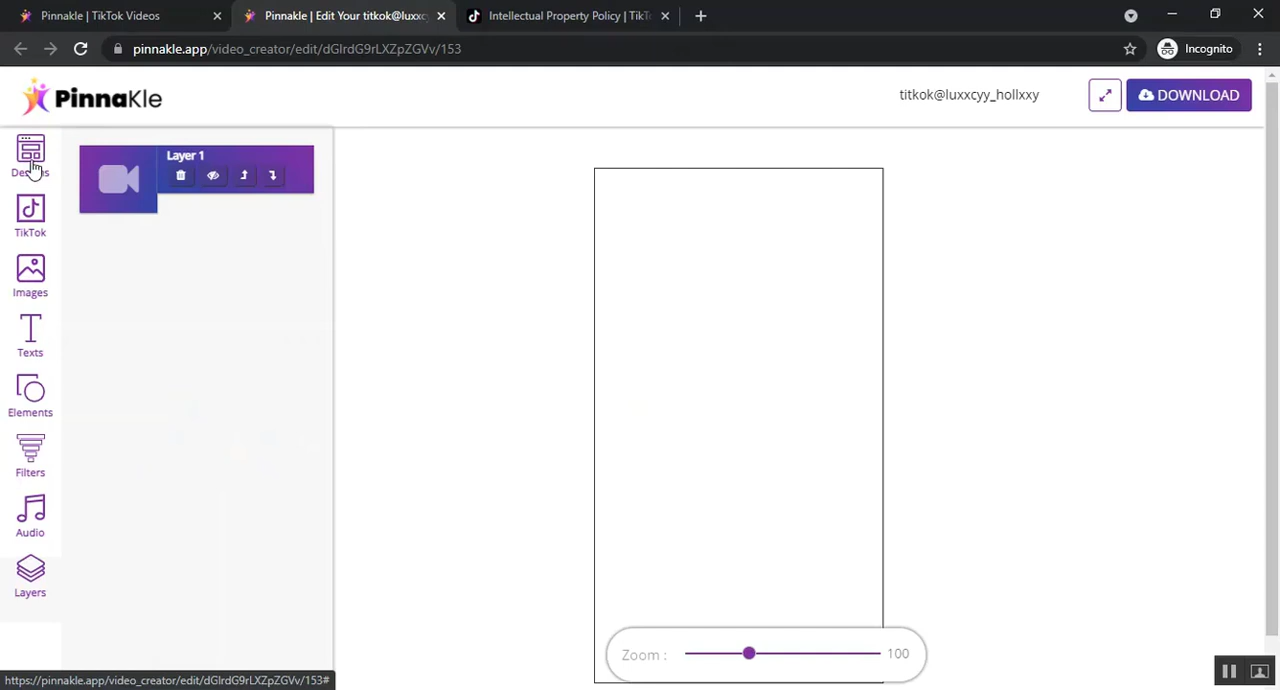 Pinnakle | TikTok Videos
Pinnakle | Edit Your titkok@luxxc
Intellectual Property Policy | TikT
pinnakle.app/video_creator/edit/dGlrdG9rLXZpZGVv/153
Incognito
PinnaKle
titkok@luxxcyy_hollxxy
DOWNLOAD
Layer 1
Designs
TikTok
Images
Texts
Elements
Filters
Audio
Layers
Zoom :
100
https://pinnakle.app/video_creator/edit/dGlrdG9rLXZpZGVv/153#